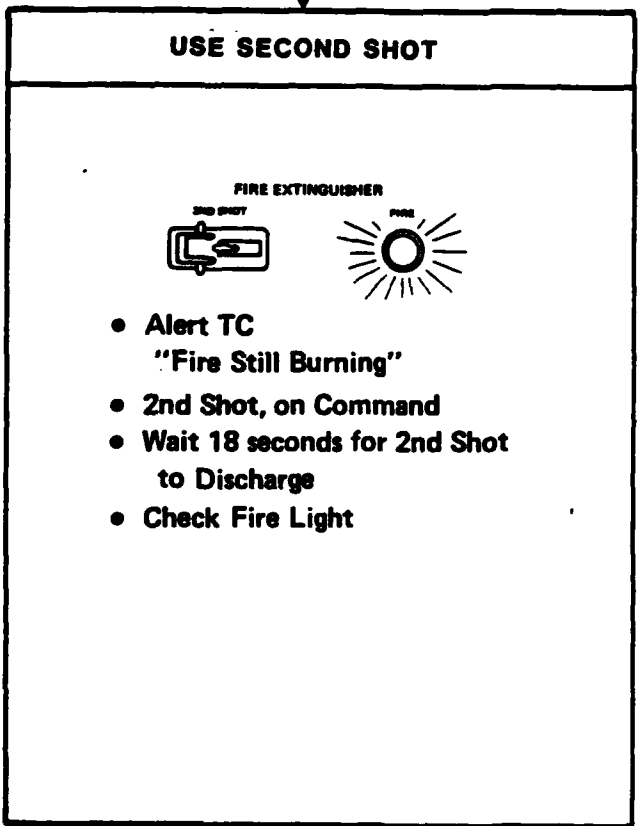 USE SECOND SHOT
FIRE EXTINGUISHER
2ND SHOT
FIRE
• Alert TC
"Fire Still Burning"
• 2nd Shot, on Command
• Wait 18 seconds for 2nd Shot
to Discharge
• Check Fire Light